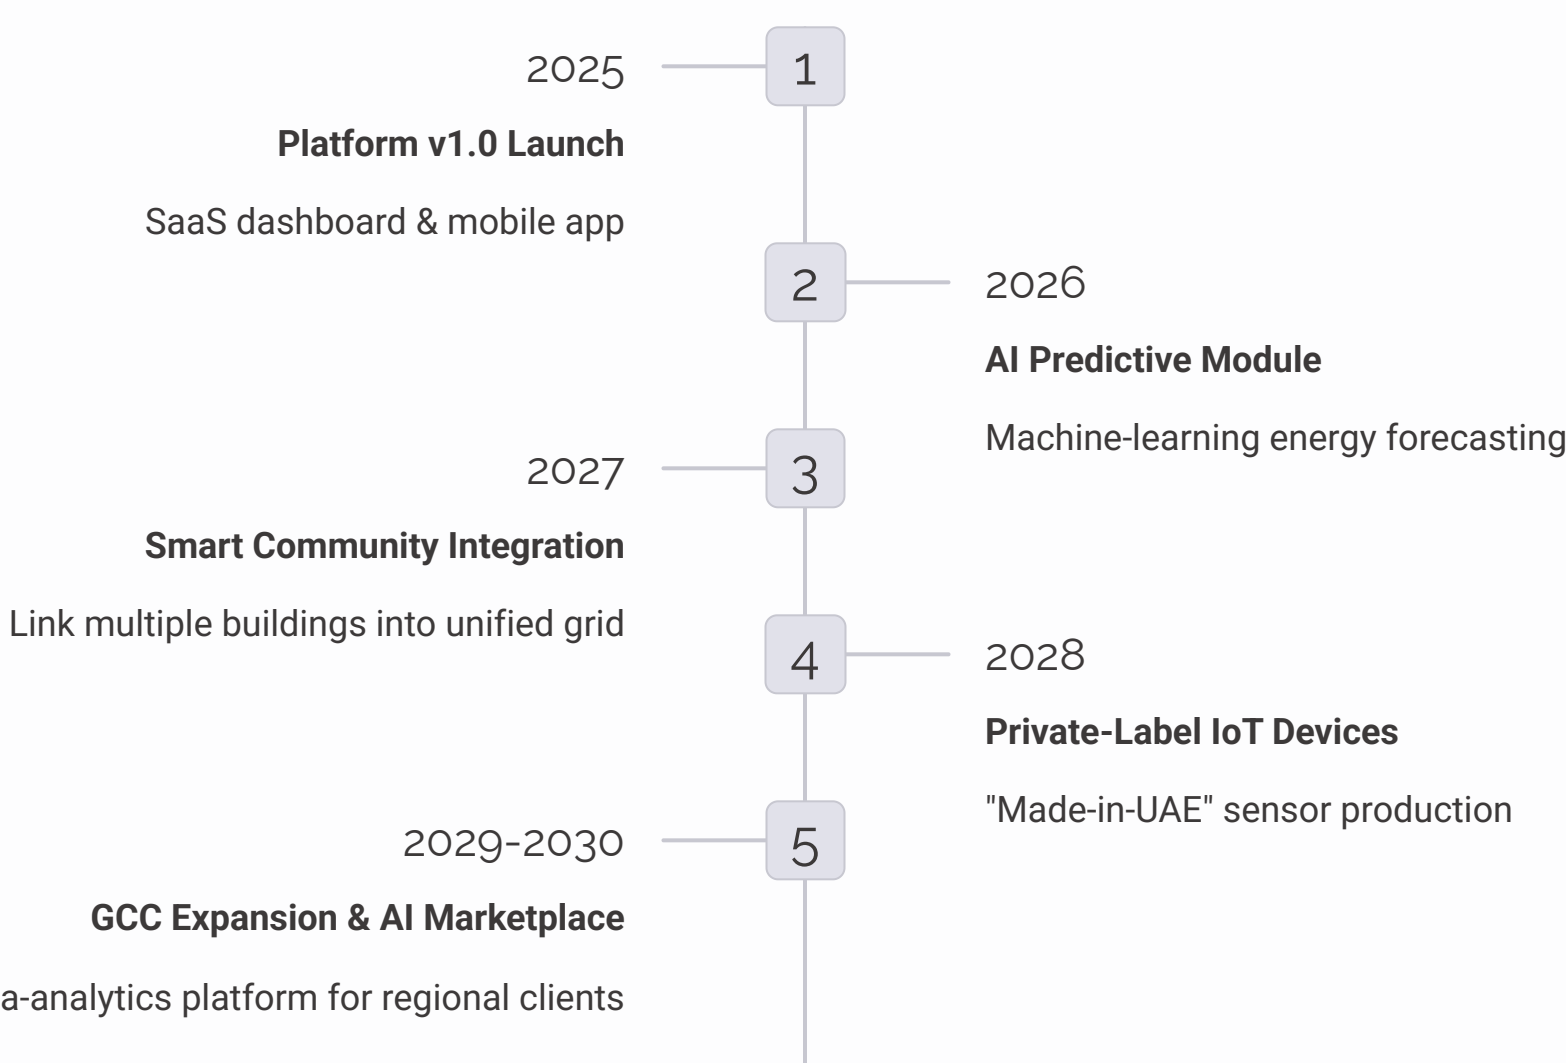 1
2025
Platform v1.0 Launch
SaaS dashboard & mobile app
2
2026
AI Predictive Module
Machine-learning energy forecasting
3
2027
Smart Community Integration
Link multiple buildings into unified grid
4
2028
Private-Label IoT Devices
"Made-in-UAE" sensor production
5
2029-2030
GCC Expansion & AI Marketplace
a-analytics platform for regional clients